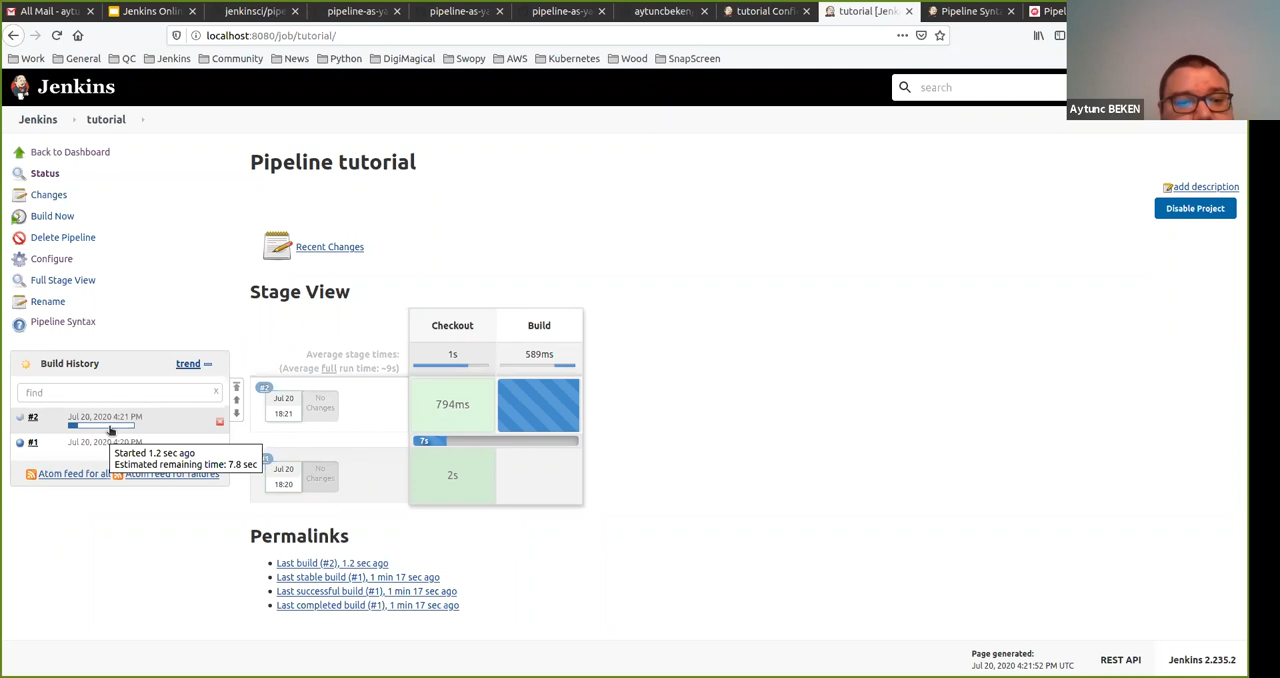 All Mail - aytu
Jenkins Onlin
jenkinsci/pipe
pipeline-as-ya
pipeline-as-ya
pipeline-as-ya
aytuncbeken
tutorial Confi
tutorial [Jenk
Pipeline Synt
Pipel
localhost:8080/job/tutorial/
Work
General
QC
Jenkins
Community
News
Python
DigiMagical
Swopy
AWS
Kubernetes
Wood
SnapScreen
Jenkins
search
Aytunc BEKEN
Jenkins
tutorial
Back to Dashboard
Status
Changes
Build Now
Delete Pipeline
Configure
Full Stage View
Rename
Pipeline Syntax
Pipeline tutorial
add description
Disable Project
Recent Changes
Stage View
Checkout
Build
Average stage times:
1s
589ms
(Average full run time: ~9s)
#2
Jul 20
18:21
No
Changes
794ms
7s
Jul 20
18:20
No
Changes
2s
Build History
trend
find
x
#2
Jul 20, 2020 4:21 PM
#1
Jul 20, 2020 4:20 PM
Started 1.2 sec ago
Estimated remaining time: 7.8 sec
Atom feed for all
Atom feed for failures
Permalinks
Last build (#2), 1.2 sec ago
Last stable build (#1), 1 min 17 sec ago
Last successful build (#1), 1 min 17 sec ago
Last completed build (#1), 1 min 17 sec ago
Page generated:
Jul 20, 2020 4:21:52 PM UTC
REST API
Jenkins 2.235.2